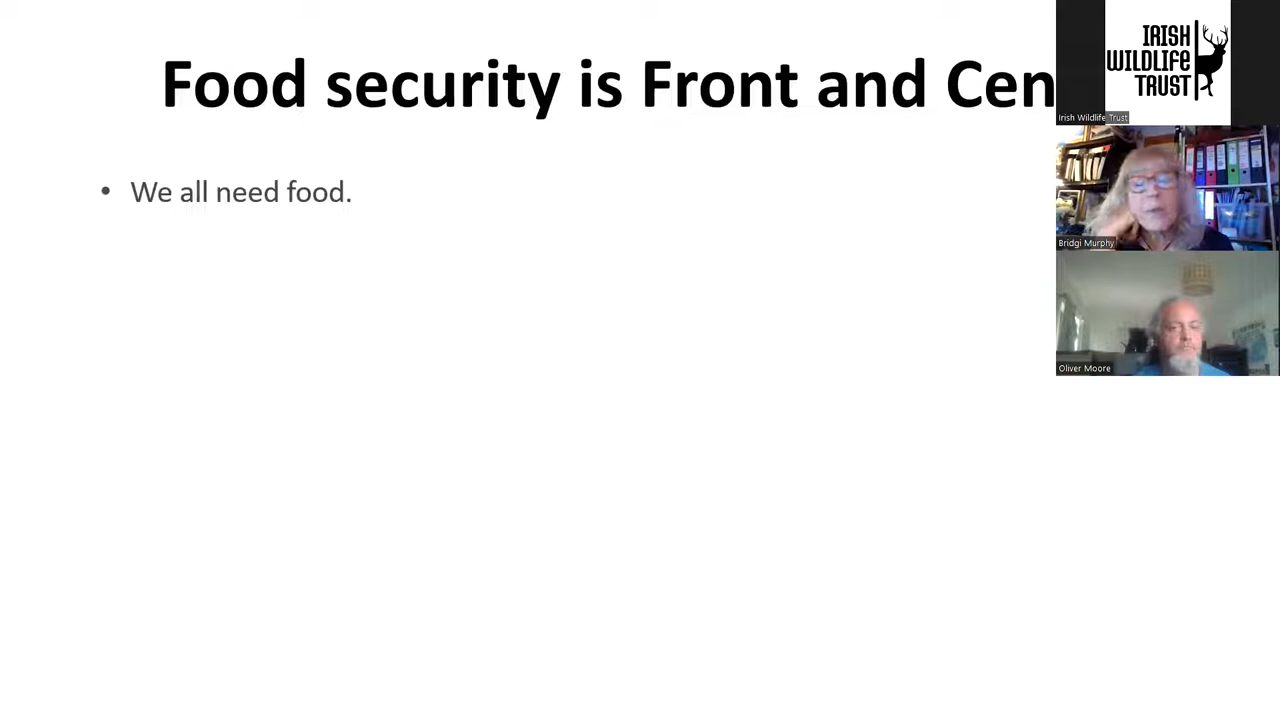 Food security is Front and Cen
• We all need food.
IRISH
WILDLIFE
TRUST
Irish Wildlife Trust
Bridgi Murphy
Oliver Moore